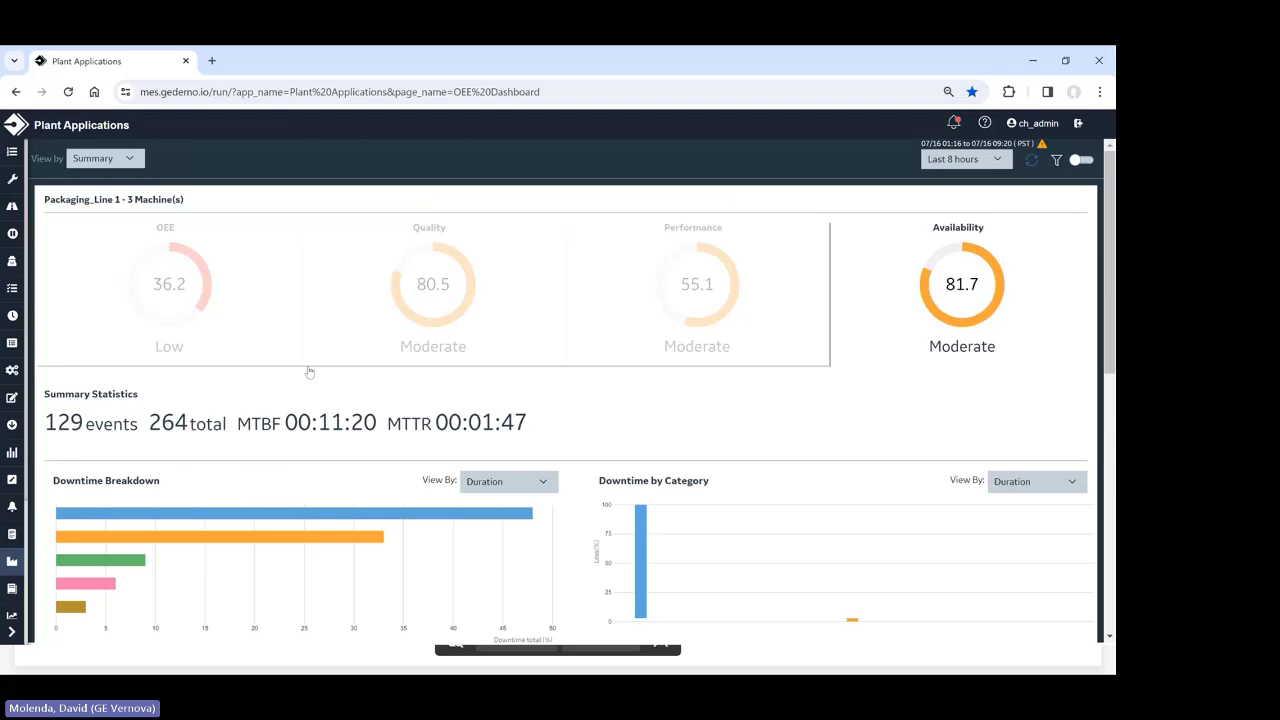 Plant Applications
mes.gedemo.io/run/?app_name=Plant%20Applications&page_name=OEE%20Dashboard
Plant Applications
ch_admin
07/16 01:16 to 07/16 09:20 ( PST )
View by Summary
Last 8 hours
Packaging_Line 1 - 3 Machine(s)
OEE Quality Performance Availability
36.2 80.5 55.1 81.7
Low Moderate Moderate Moderate
Summary Statistics
129 events 264 total MTBF 00:11:20 MTTR 00:01:47
Downtime Breakdown View By: Duration
Downtime by Category View By: Duration
0 5 10 15 20 25 30 35 40 45 50
Downtime total (%)
100
75
50
25
0
Loss(%)
Molenda, David (GE Vernova)